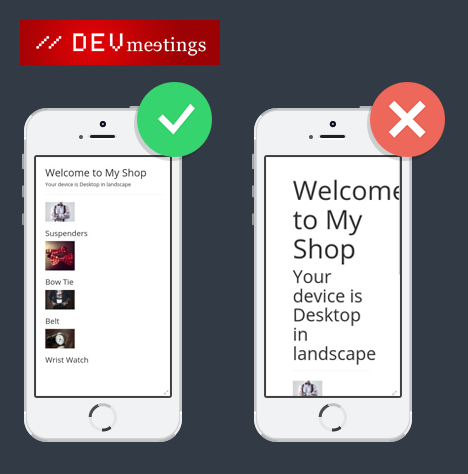 // DEVmeetings
Welcome to My Shop
Your device is Desktop in landscape
Suspenders
Bow Tie
Belt
Wrist Watch
Welcome
to My
Shop
Your
device is
Desktop
in
landscape